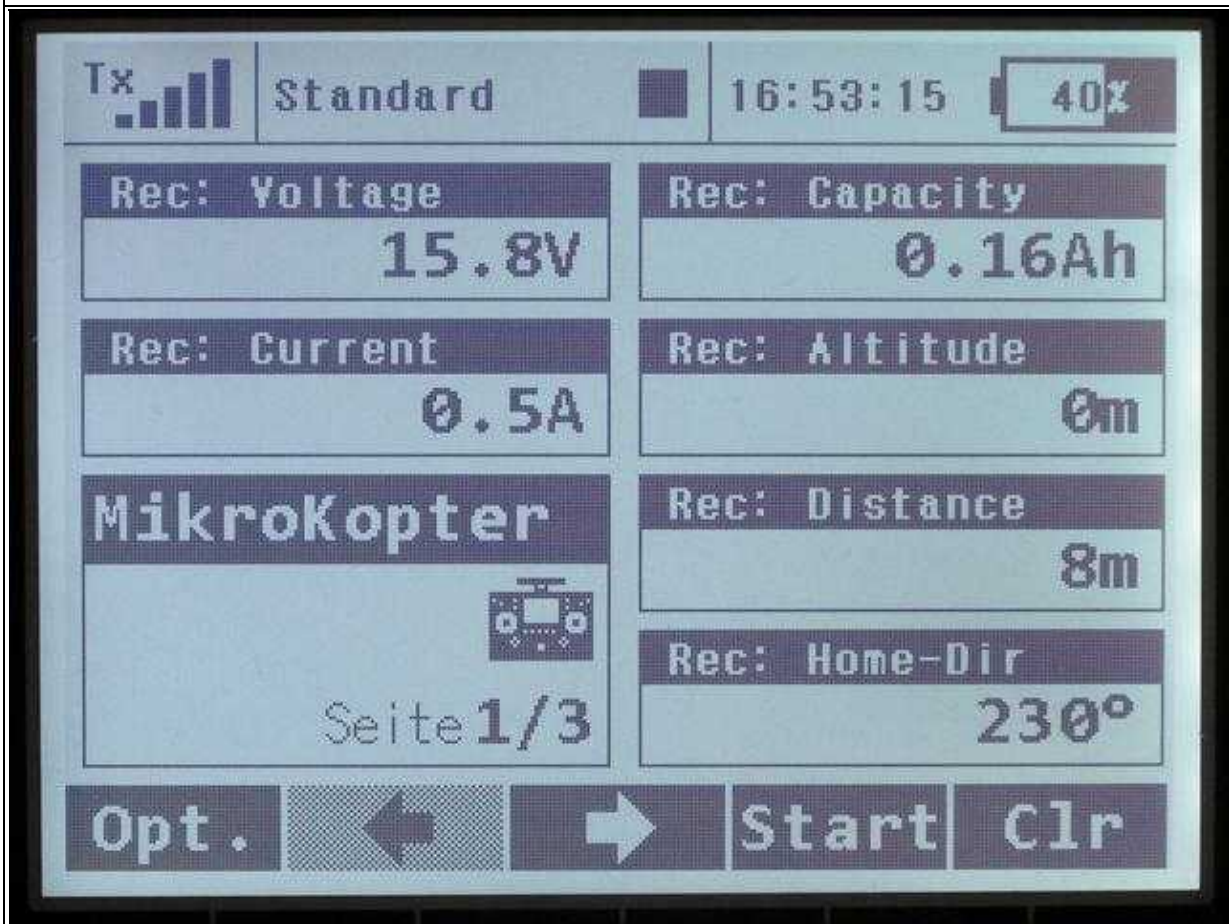 Tx Standard 16:53:15 40%
Rec: Voltage
15.8V
Rec: Capacity
0.16Ah
Rec: Current
0.5A
Rec: Altitude
0m
MikroKopter
Seite 1/3
Rec: Distance
8m
Rec: Home-Dir
230°
Opt. Start Clr